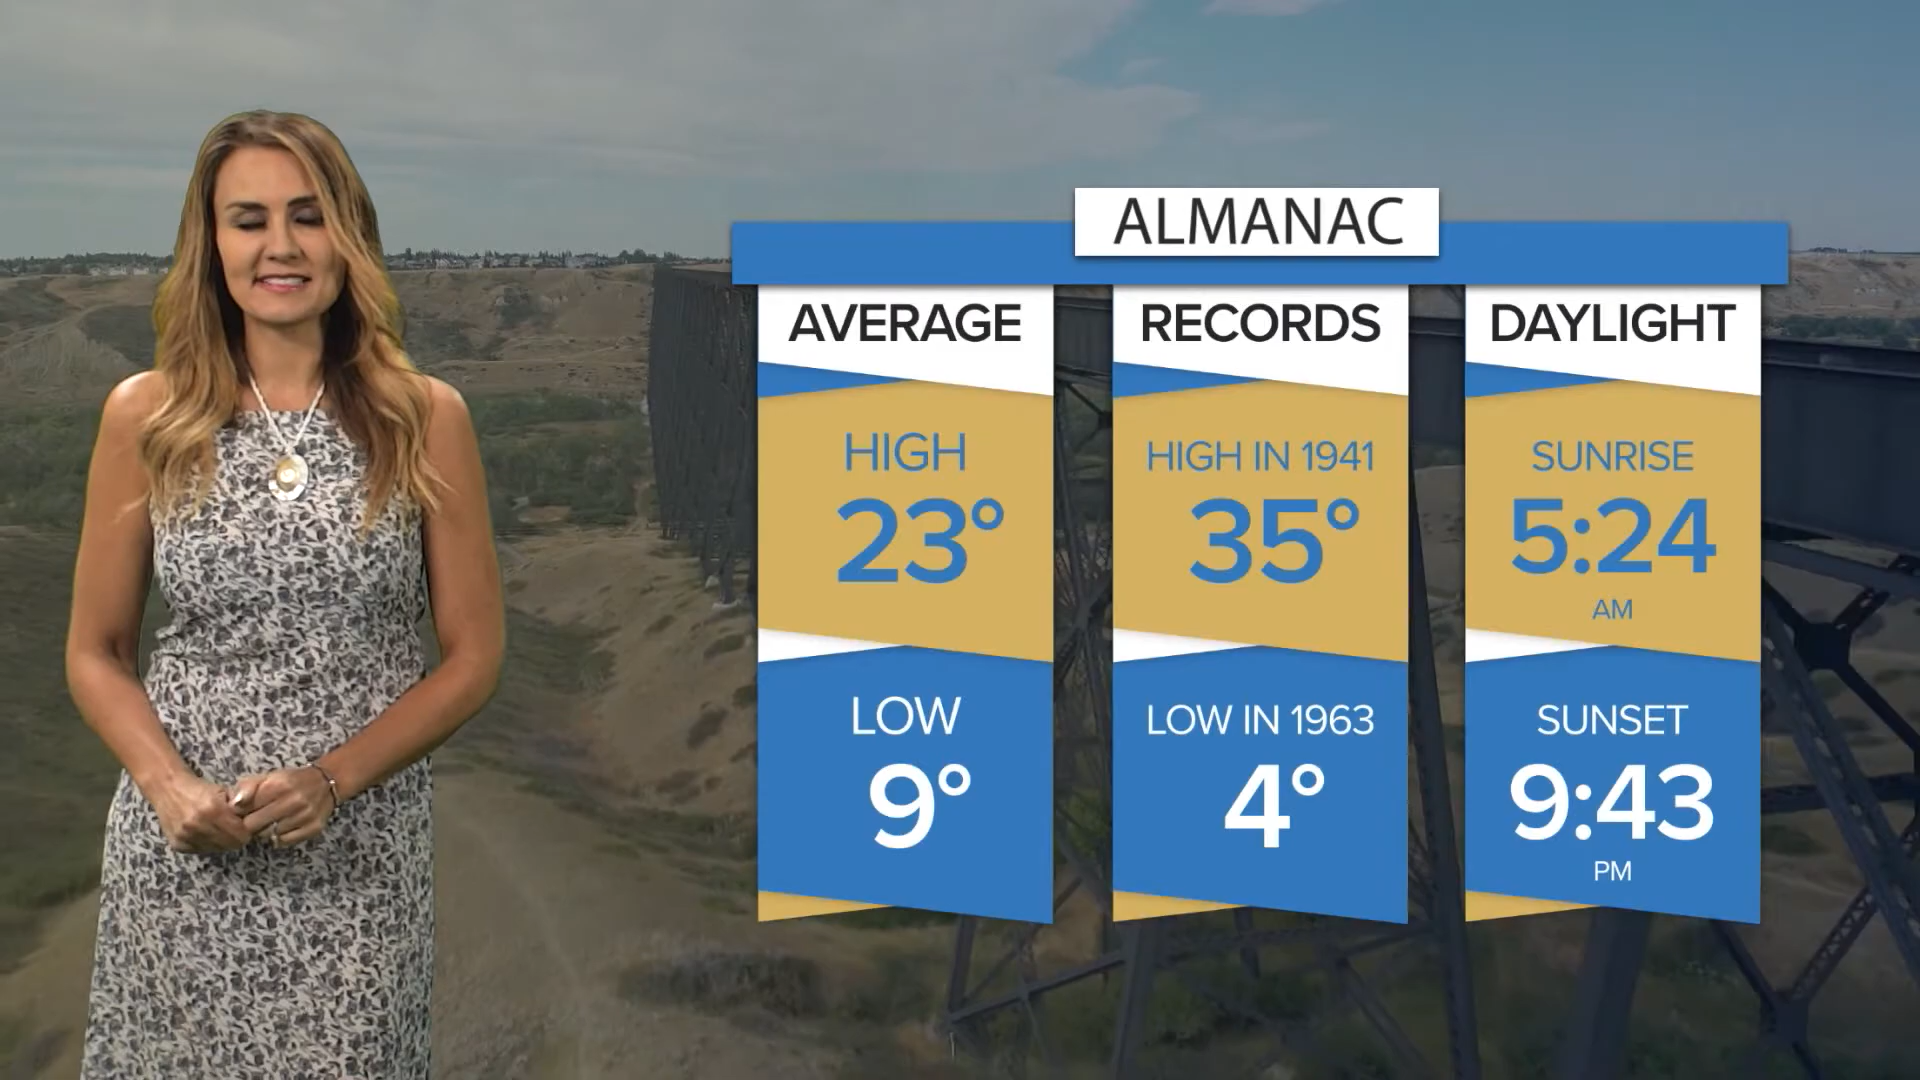 ALMANAC
AVERAGE
HIGH
23°
LOW
9°
RECORDS
HIGH IN 1941
35°
LOW IN 1963
4°
DAYLIGHT
SUNRISE
5:24
AM
SUNSET
9:43
PM